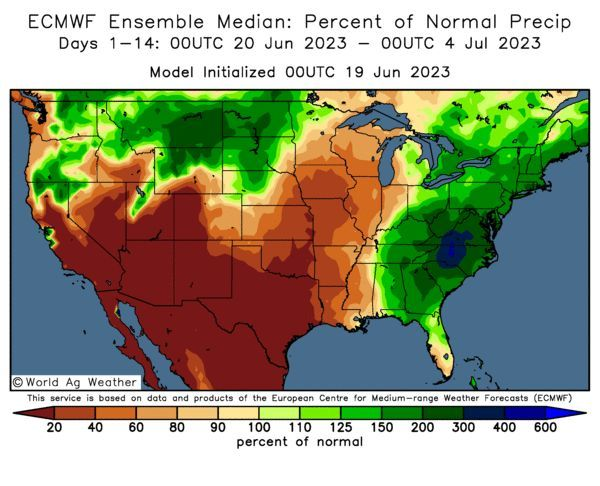 ECMWF Ensemble Median: Percent of Normal Precip
Days 1-14: 00UTC 20 Jun 2023 - 00UTC 4 Jul 2023
Model Initialized 00UTC 19 Jun 2023
© World Ag Weather
This service is based on data and products of the European Centre for Medium-range Weather Forecasts (ECMWF)
20 40 60 80 90 100 110 125 150 200 300 400 600
percent of normal